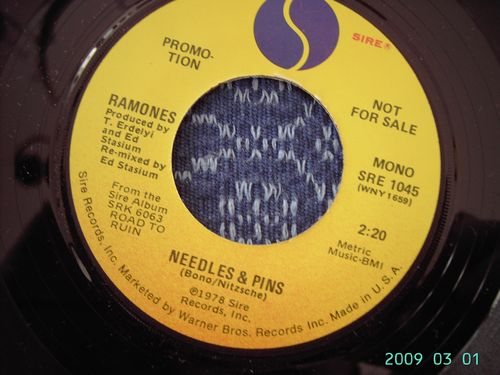 PROMO-
TION
SIRE®
NOT
FOR SALE
RAMONES
Produced by
T. Erdelyi
and Ed
Stasium
Re-mixed by
Ed Stasium
MONO
SRE 1045
(WNY1659)
From the
Sire Album
SRK 6063
ROAD TO
RUIN
2:20
Metric
Music-BMI
NEEDLES & PINS
(Bono/Nitzsche)
℗1978 Sire
Records, Inc.
Sire Records, Inc. Marketed by Warner Bros. Records Inc. Made in U.S.A.
2009 03 01